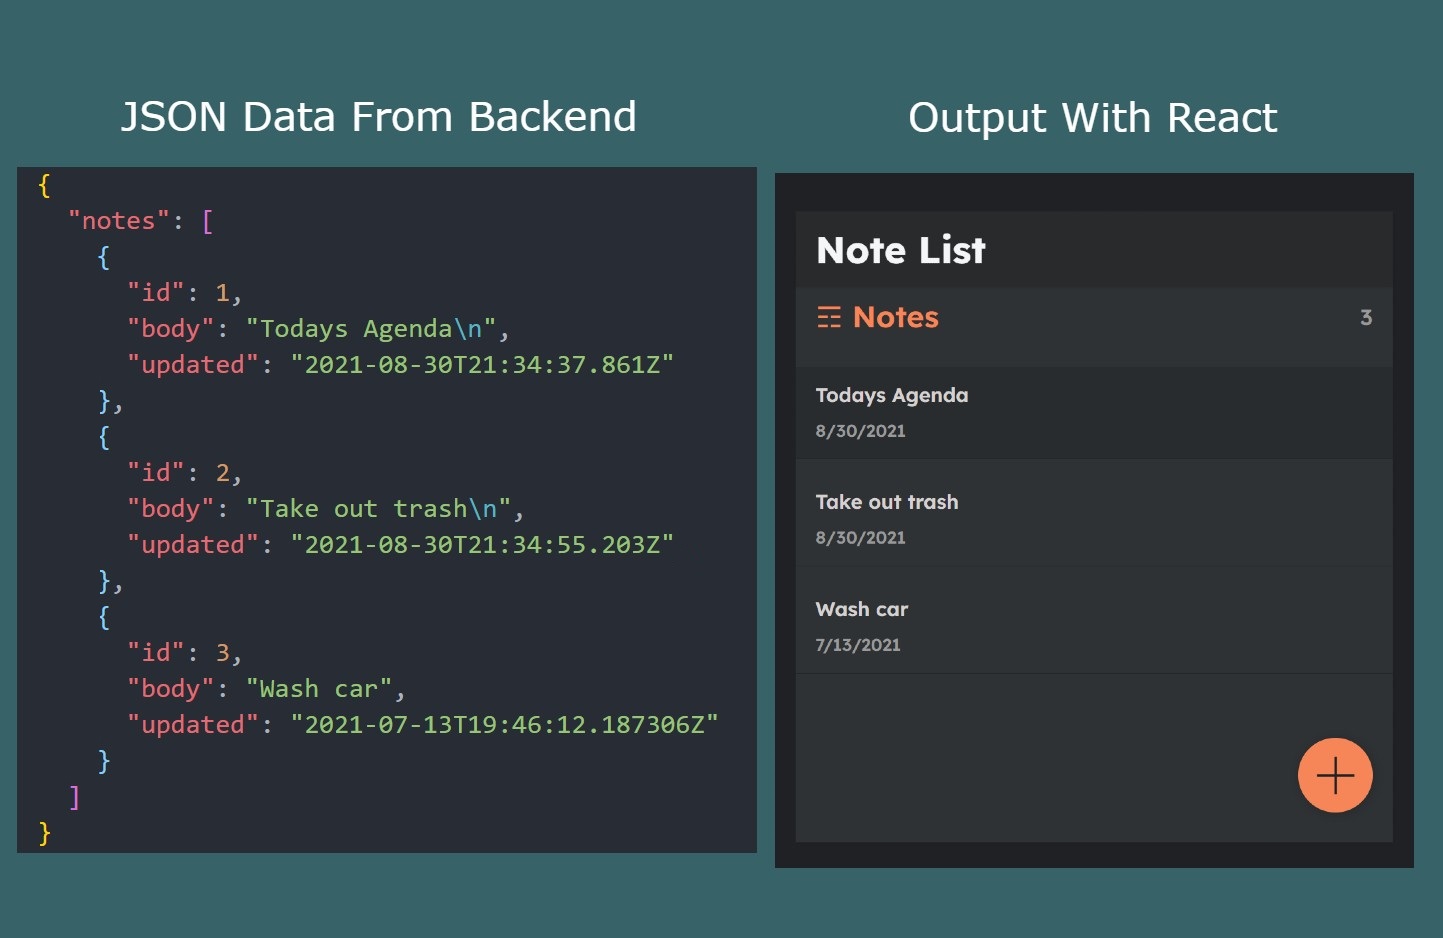 JSON Data From Backend
{
"notes": [
{
"id": 1,
"body": "Todays Agenda\n",
"updated": "2021-08-30T21:34:37.861Z"
},
{
"id": 2,
"body": "Take out trash\n",
"updated": "2021-08-30T21:34:55.203Z"
},
{
"id": 3,
"body": "Wash car",
"updated": "2021-07-13T19:46:12.187306Z"
}
]
}
Output With React
Note List
Notes 3
Todays Agenda
8/30/2021
Take out trash
8/30/2021
Wash car
7/13/2021